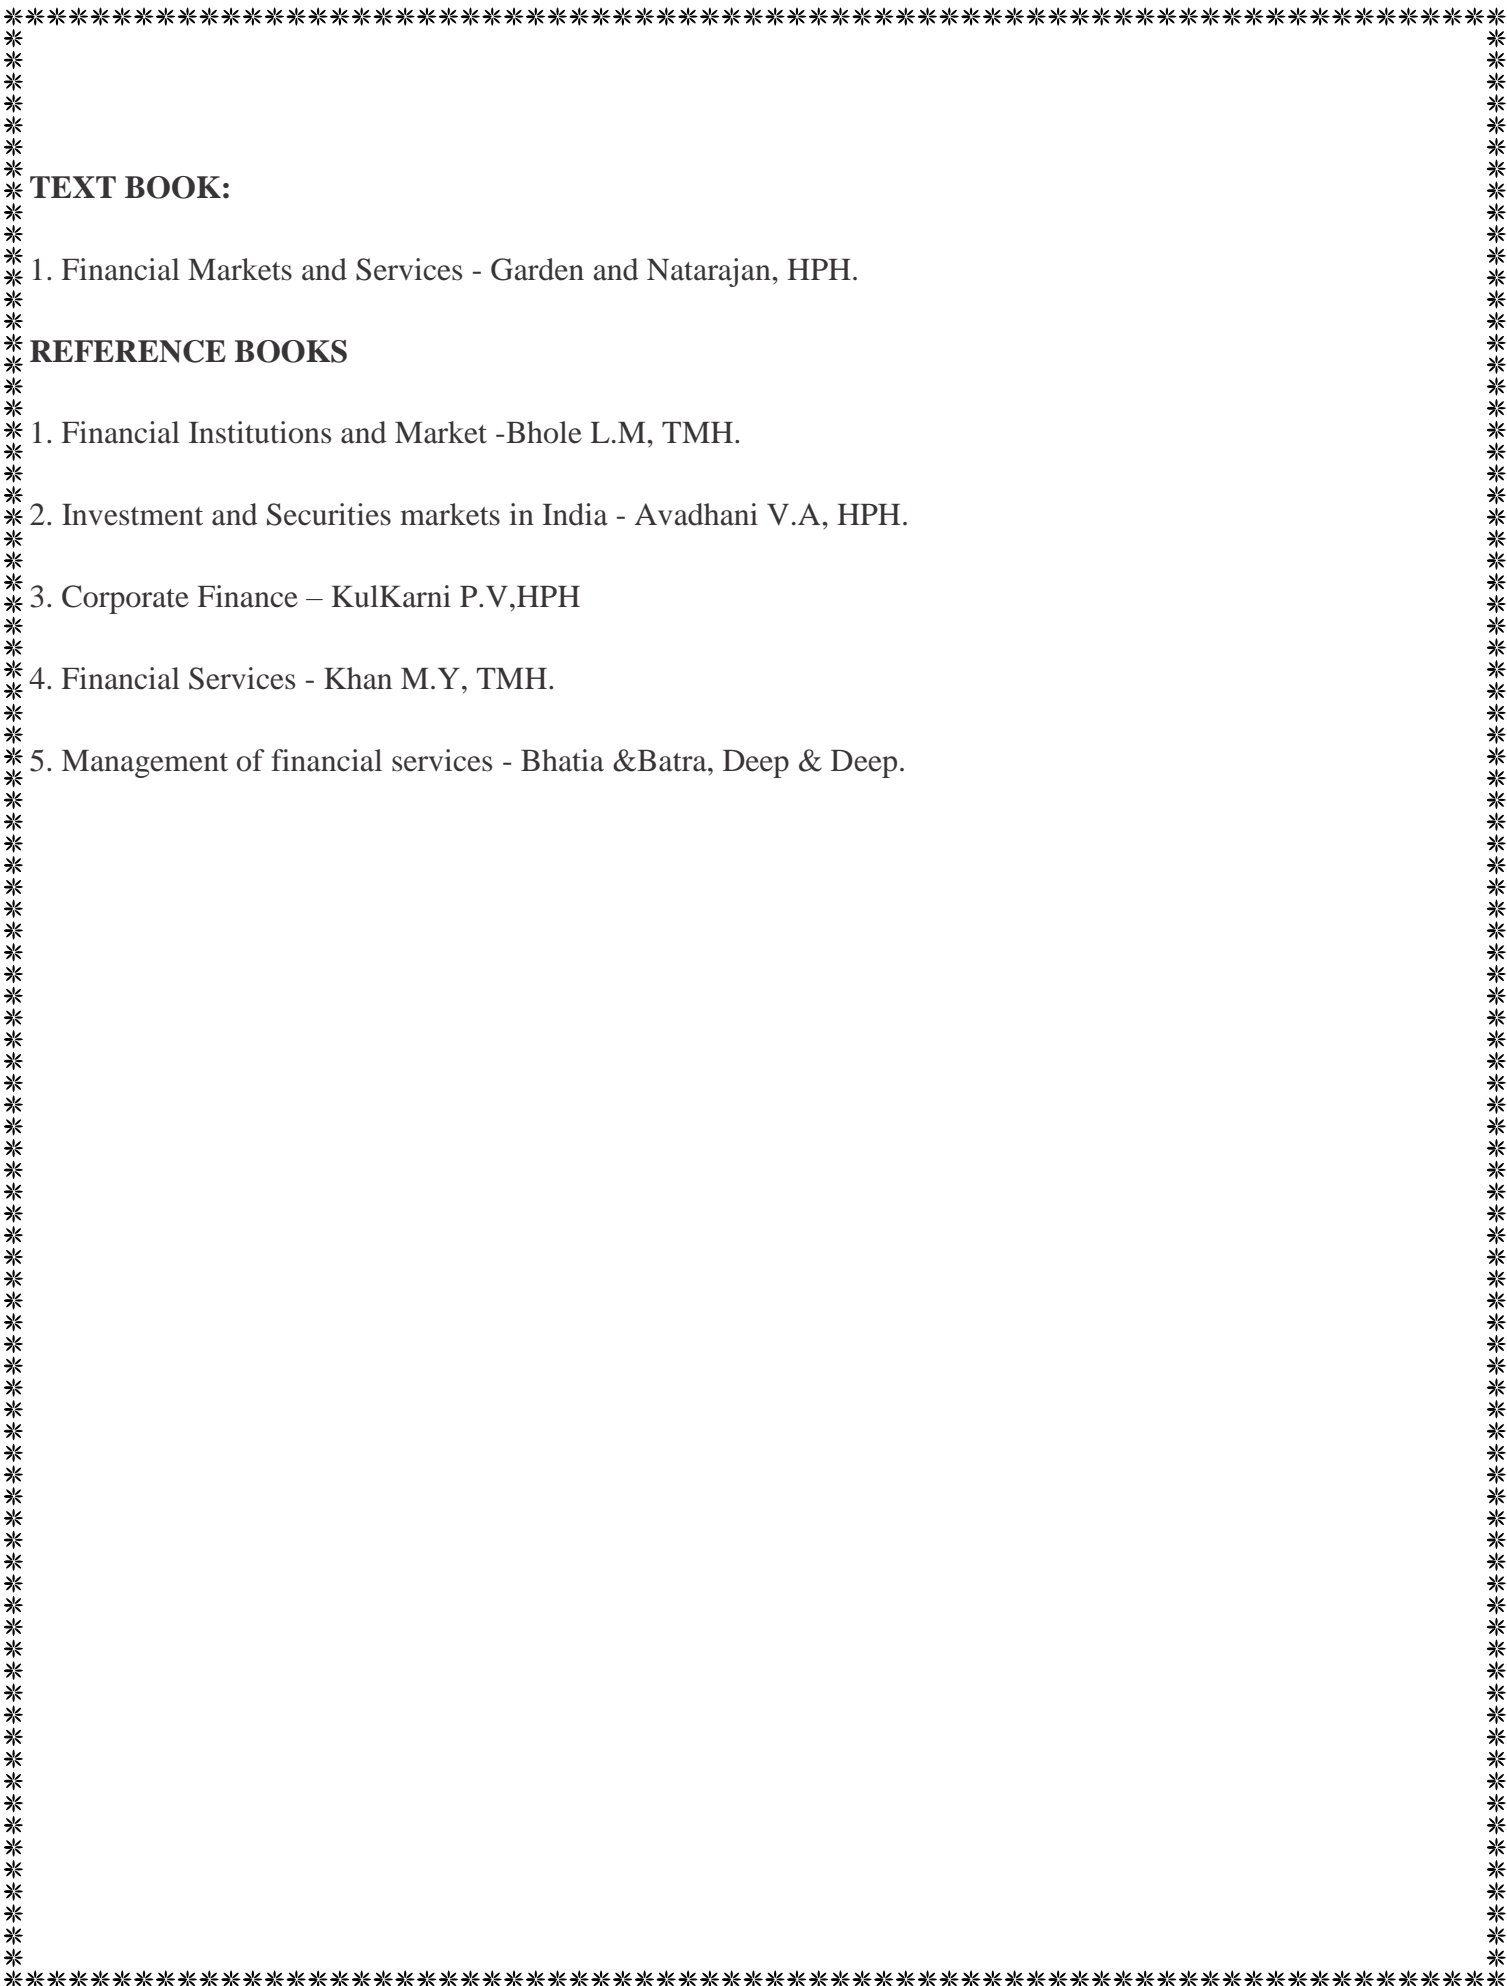 TEXT BOOK:
1. Financial Markets and Services - Garden and Natarajan, HPH.
REFERENCE BOOKS
1. Financial Institutions and Market -Bhole L.M, TMH.
2. Investment and Securities markets in India - Avadhani V.A, HPH.
3. Corporate Finance – KulKarni P.V,HPH
4. Financial Services - Khan M.Y, TMH.
5. Management of financial services - Bhatia &Batra, Deep & Deep.